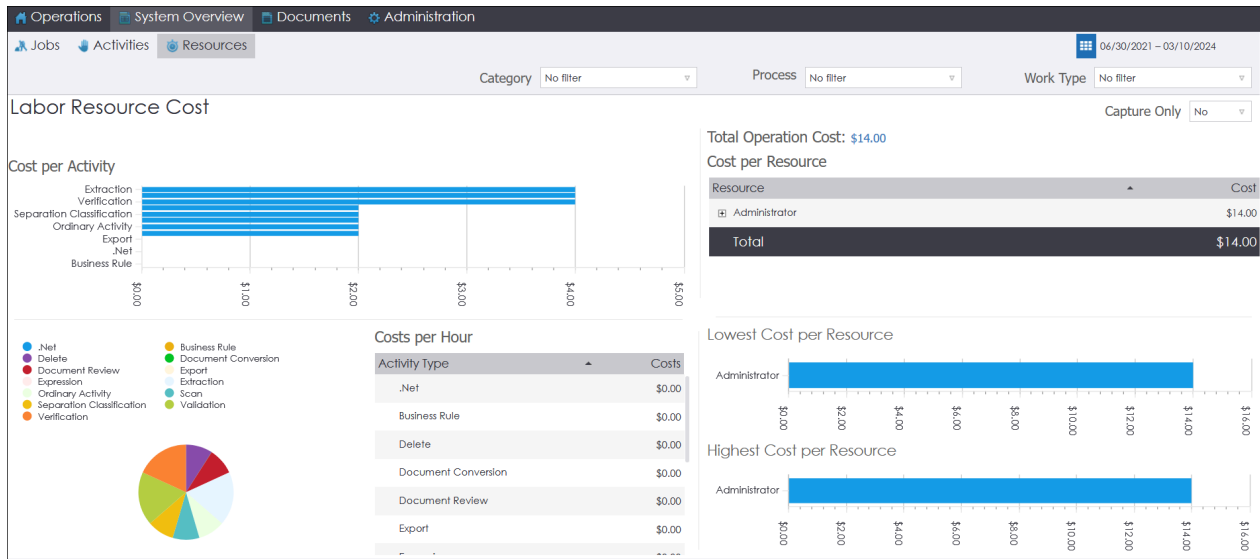 Operations System Overview Documents Administration
Jobs Activities Resources 06/30/2021 – 03/10/2024
Category No filter Process No filter Work Type No filter
Labor Resource Cost
Capture Only No
Total Operation Cost: $14.00
Cost per Activity
Extraction
Verification
Separation Classification
Ordinary Activity
Export
.Net
Business Rule
$0.00 $1.00 $2.00 $3.00 $4.00 $5.00
Cost per Resource
Resource Cost
Administrator $14.00
Total $14.00
.Net Business Rule
Delete Document Conversion
Document Review Export
Expression Extraction
Ordinary Activity Scan
Separation Classification Validation
Verification
Costs per Hour
Activity Type Costs
.Net $0.00
Business Rule $0.00
Delete $0.00
Document Conversion $0.00
Document Review $0.00
Export $0.00
Lowest Cost per Resource
Administrator
$0.00 $2.00 $4.00 $6.00 $8.00 $10.00 $12.00 $14.00 $16.00
Highest Cost per Resource
Administrator
$0.00 $2.00 $4.00 $6.00 $8.00 $10.00 $12.00 $14.00 $16.00